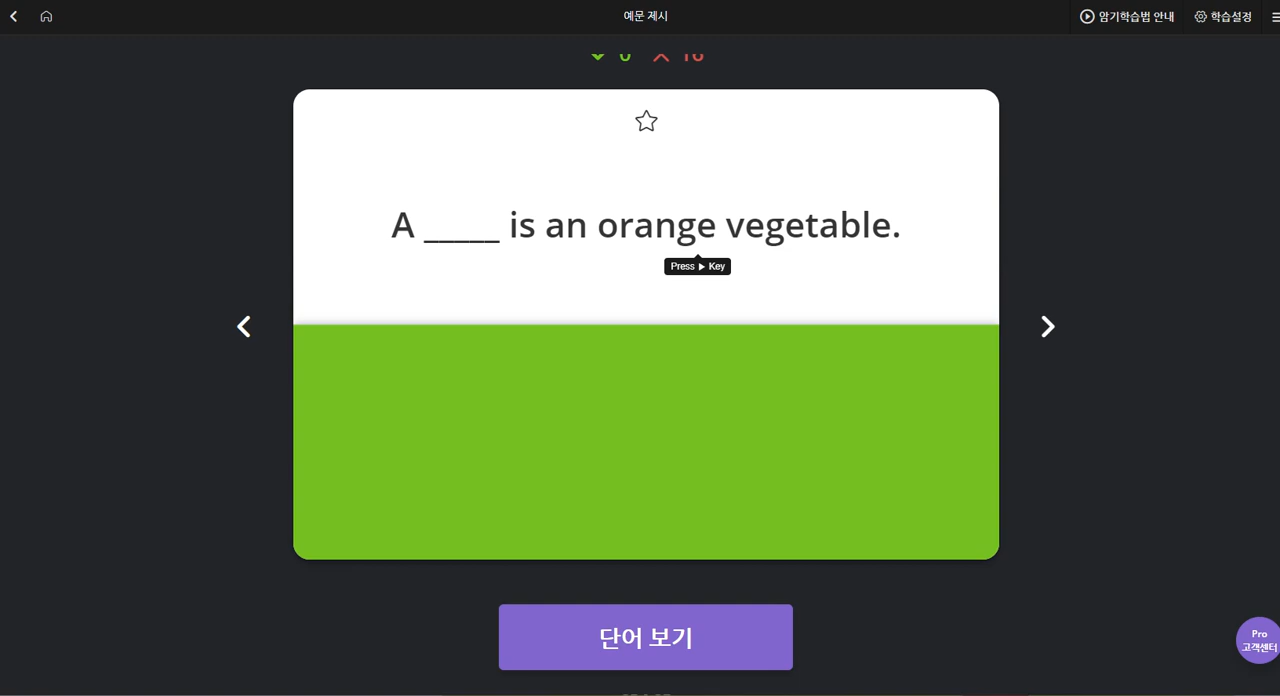 예문 제시
암기학습법 안내
학습설정
A _____ is an orange vegetable.
Press ▶ Key
단어 보기
Pro
고객센터